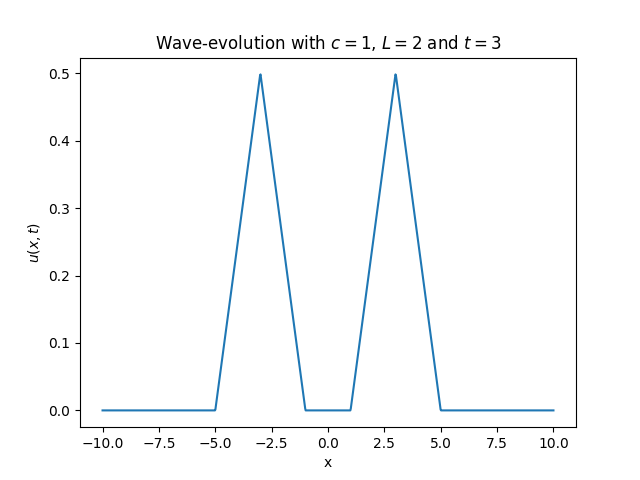 Wave-evolution with c = 1, L = 2 and t = 3
0.5
0.4
0.3
0.2
0.1
0.0
u(x, t)
−10.0 −7.5 −5.0 −2.5 0.0 2.5 5.0 7.5 10.0
x